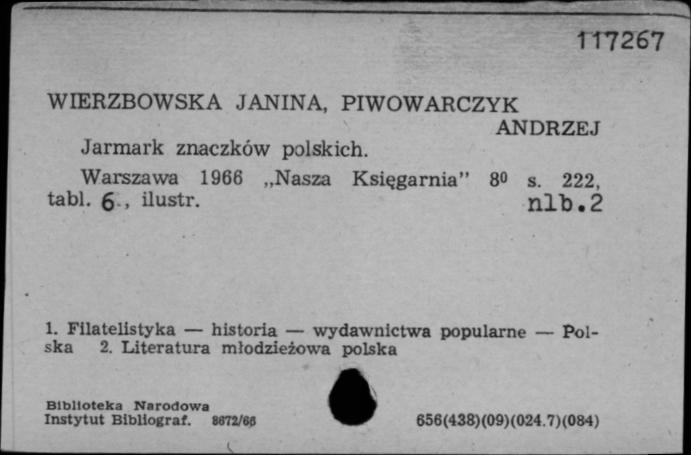 117267
WIERZBOWSKA JANINA, PIWOWARCZYK
ANDRZEJ
Jarmark znaczków polskich.
Warszawa 1966 „Nasza Księgarnia” 8⁰ s. 222,
tabl. 6., ilustr. nlb.2
1. Filatelistyka — historia — wydawnictwa popularne — Pol-
ska 2. Literatura młodzieżowa polska
Biblioteka Narodowa
Instytut Bibliograf. 8672/66 656(438)(09)(024.7)(084)